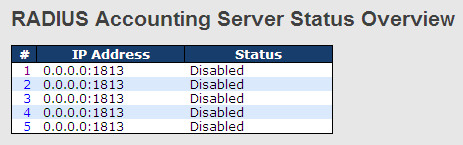 RADIUS Accounting Server Status Overview
# IP Address Status
1 0.0.0.0:1813 Disabled
2 0.0.0.0:1813 Disabled
3 0.0.0.0:1813 Disabled
4 0.0.0.0:1813 Disabled
5 0.0.0.0:1813 Disabled